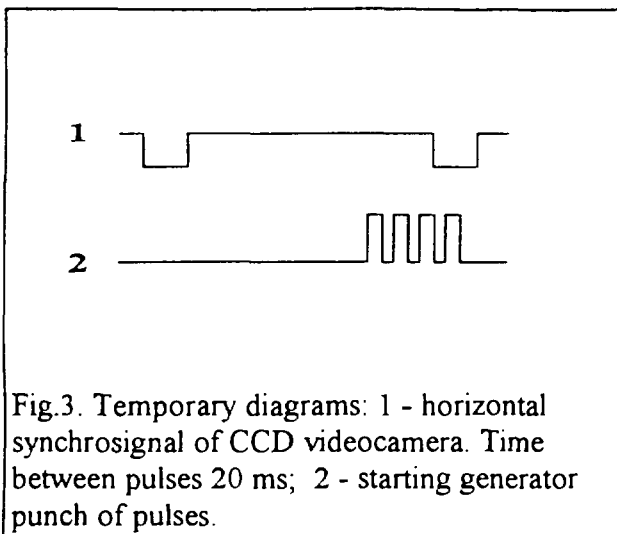 1
2
Fig.3. Temporary diagrams: 1 - horizontal
synchrosignal of CCD videocamera. Time
between pulses 20 ms; 2 - starting generator
punch of pulses.